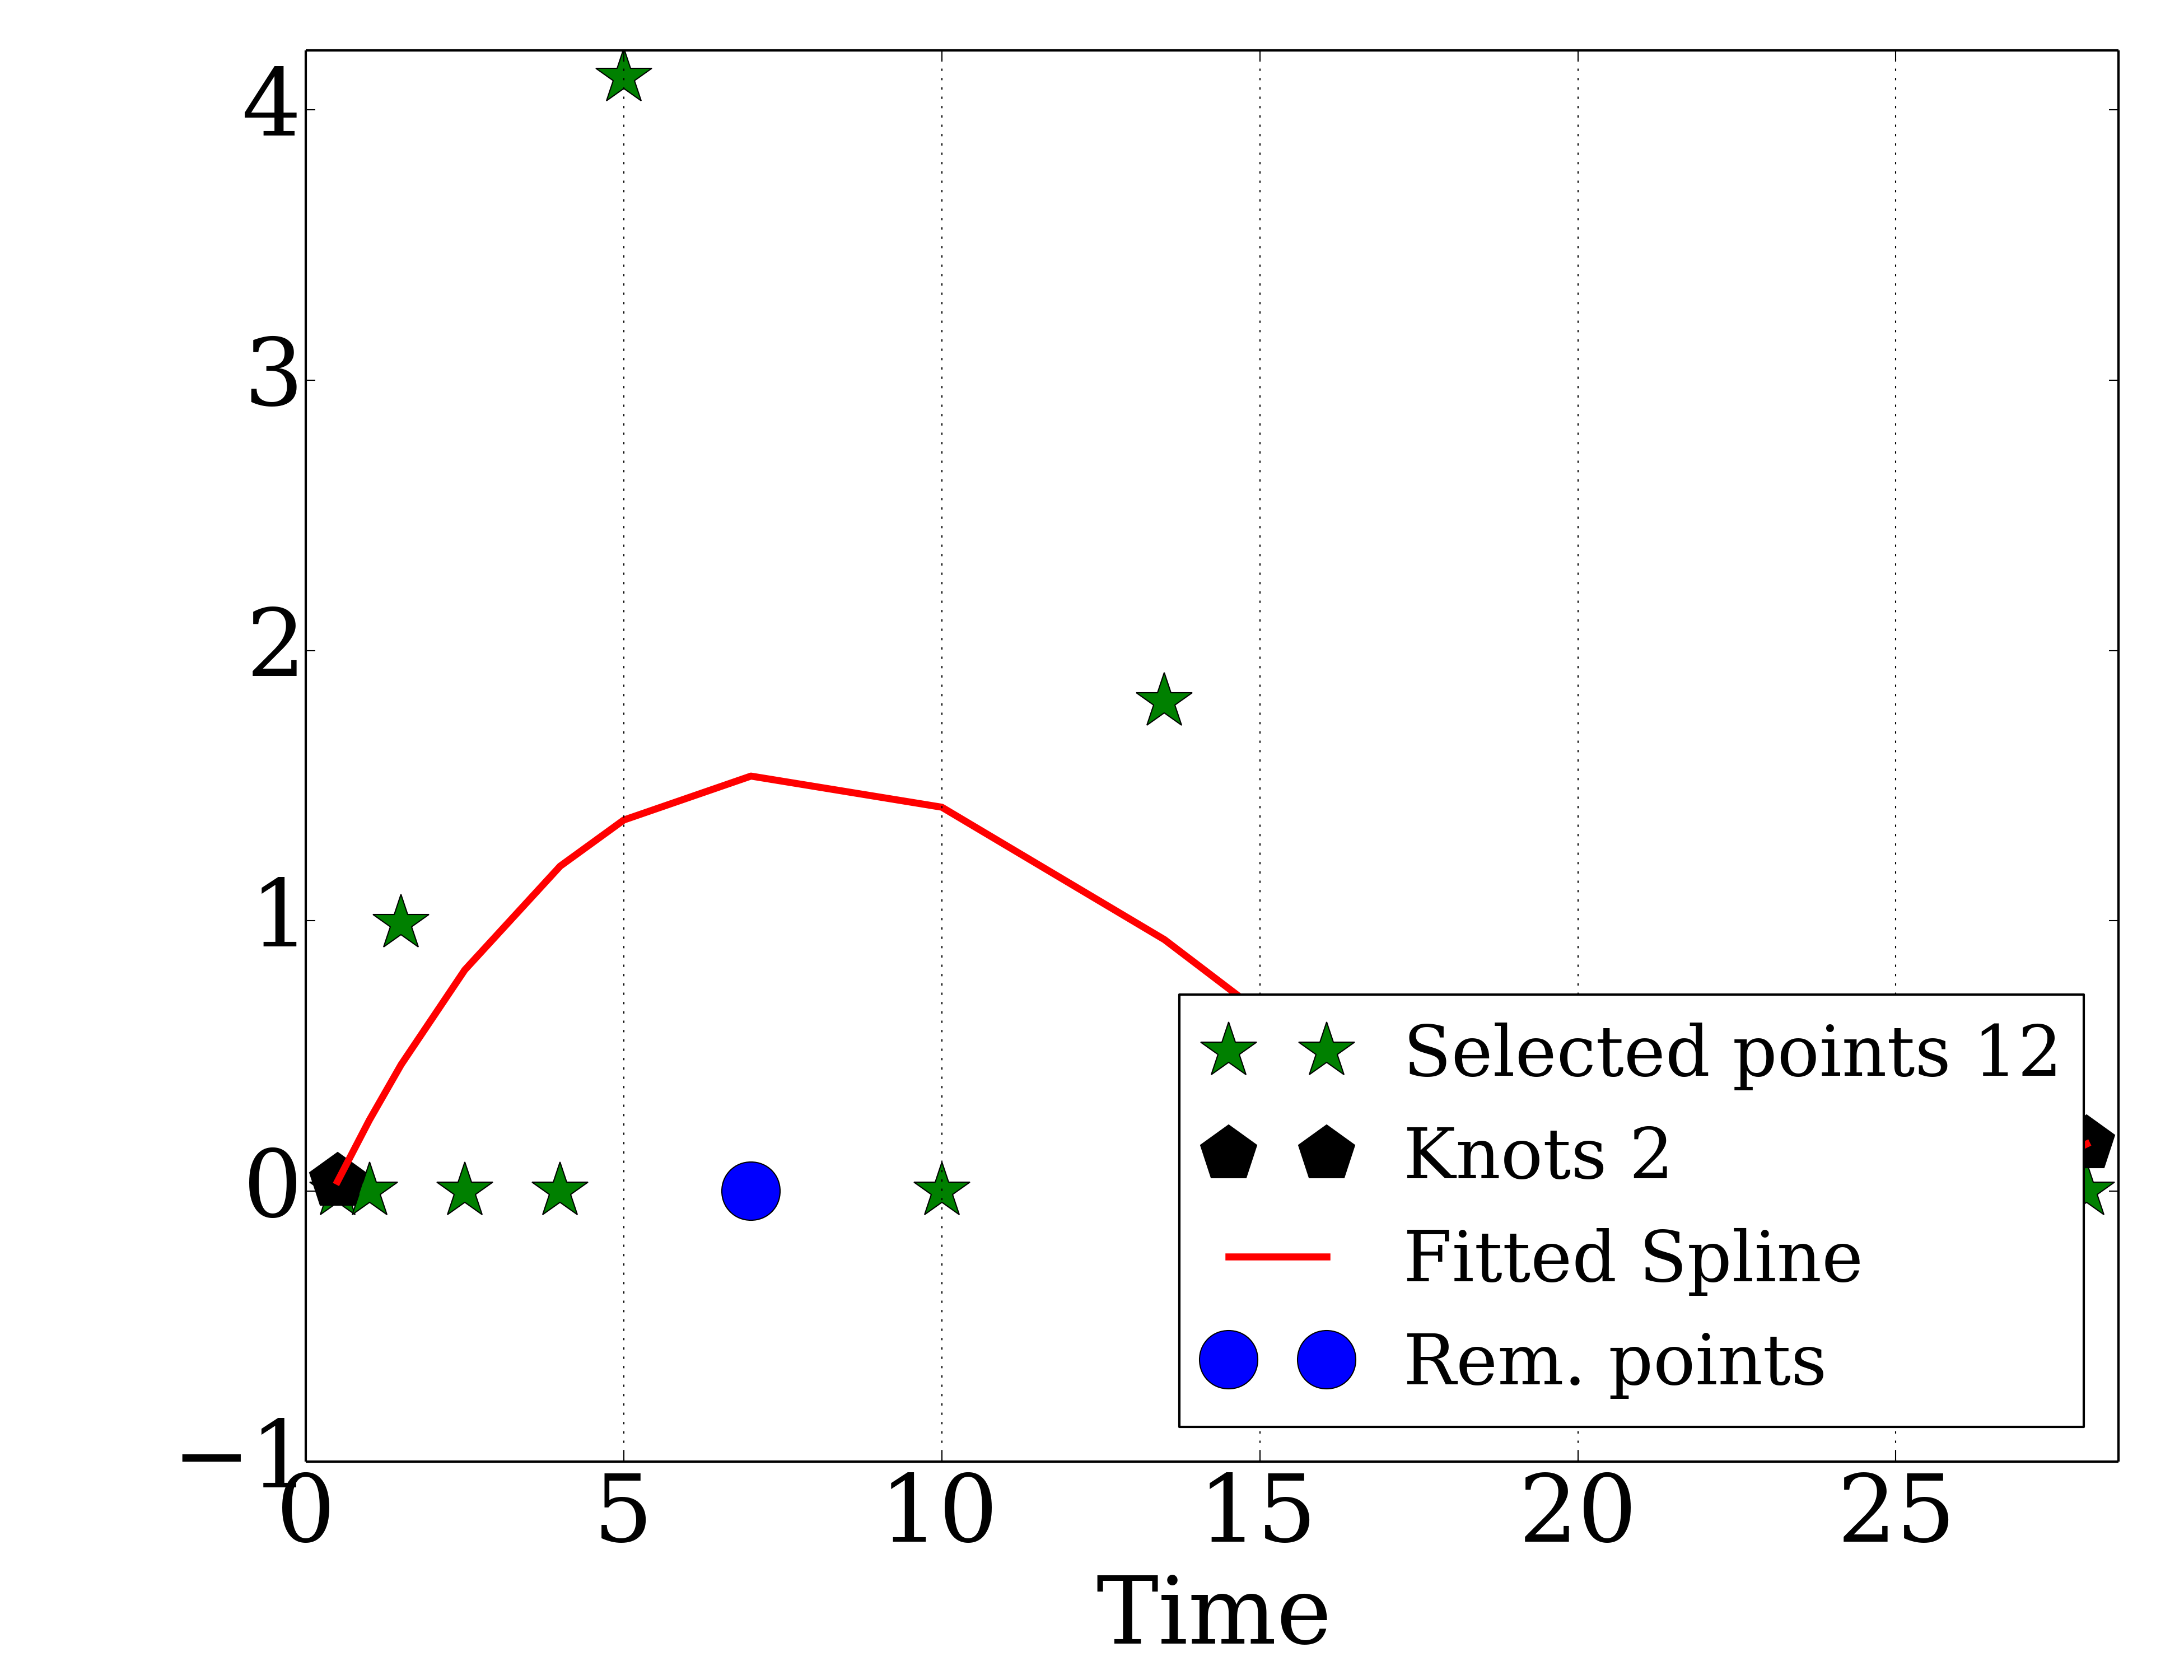 4
3
2
1
0
−1
Selected points 12
Knots 2
Fitted Spline
Rem. points
0 5 10 15 20 25
Time